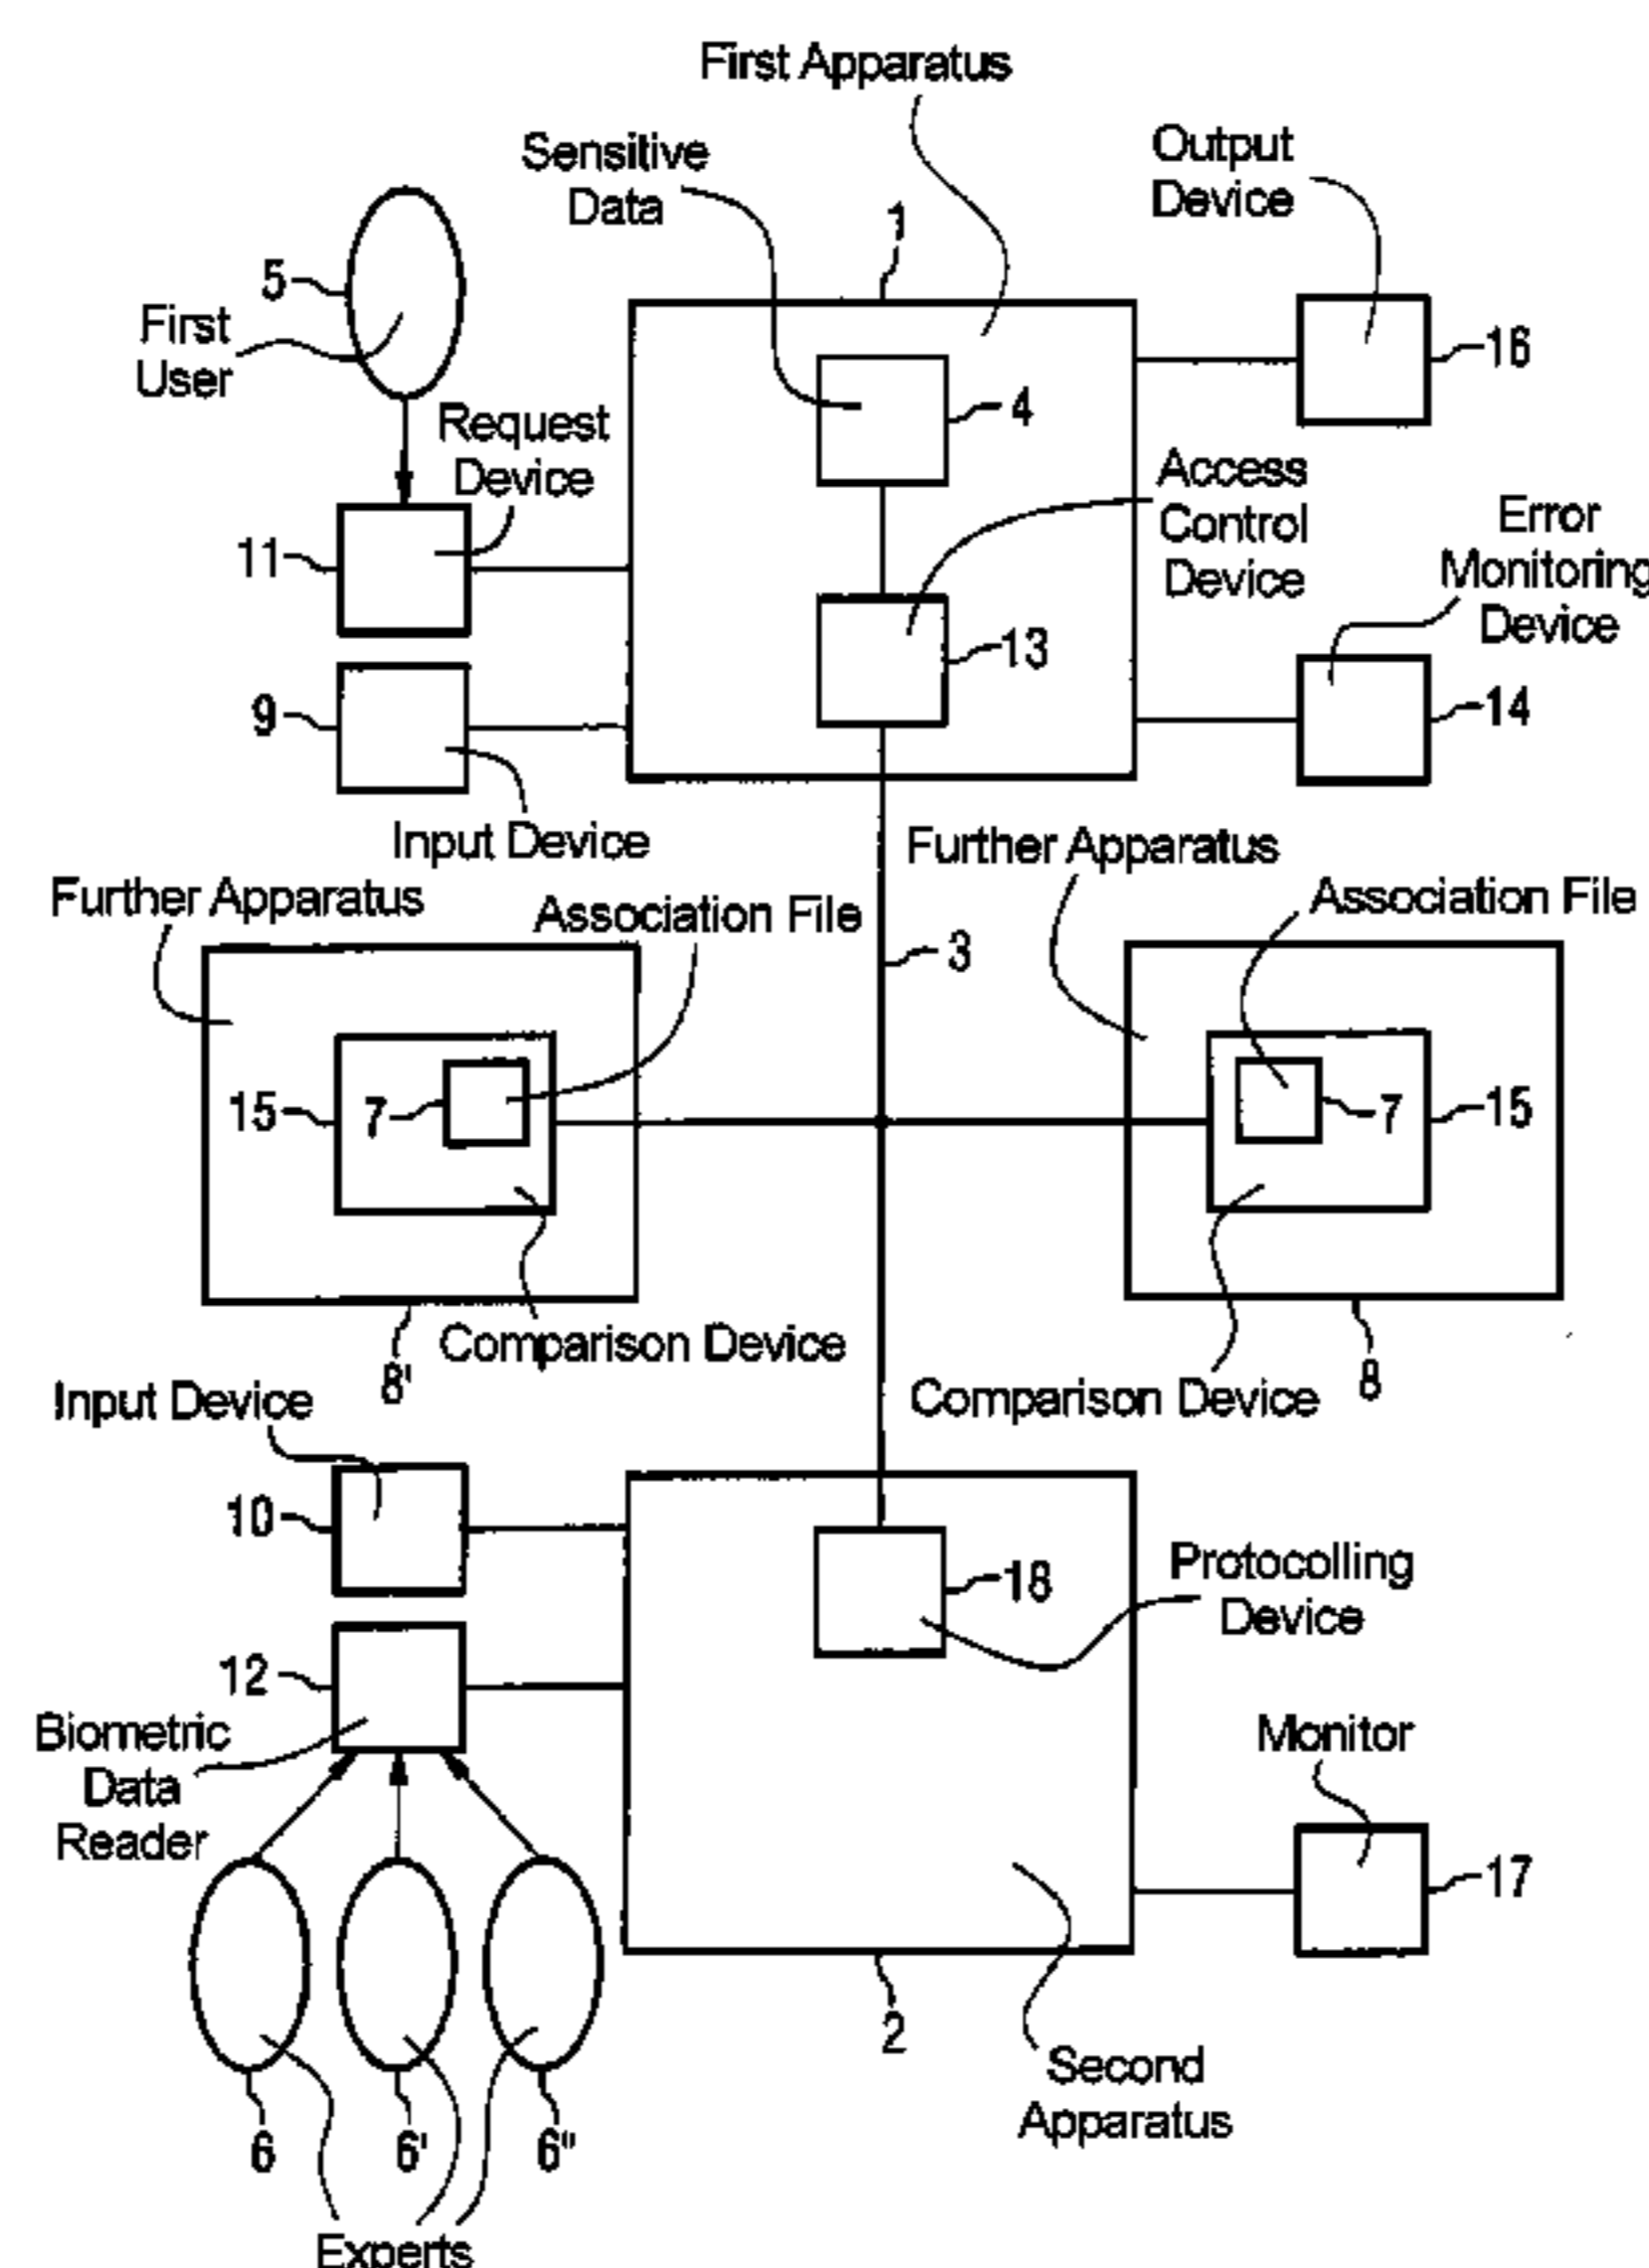 First Apparatus
Sensitive
Data
Output
Device
1
5
First
User
16
4
Request
Device
Access
Control
Device
Error
Monitoring
Device
11
13
9
14
Input Device
Further Apparatus
Further Apparatus
Association File
Association File
3
15
7
7
15
Comparison Device
8'
8
Input Device
Comparison Device
10
18
Protocolling
Device
12
Biometric
Data
Reader
Monitor
17
2
Second
Apparatus
6
6'
6"
Experts